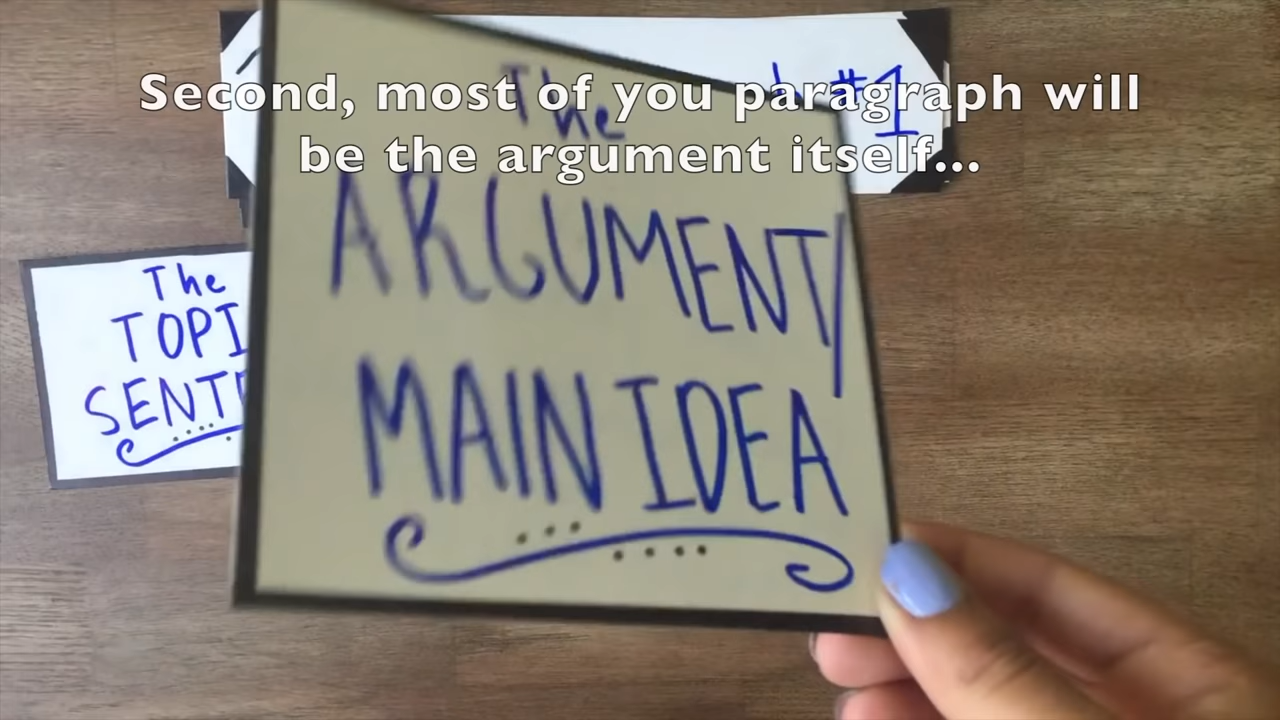 Second, most of you paragraph will
be the argument itself...
#1
The
ARGUMENT/
MAIN IDEA
The
TOPI
SENT